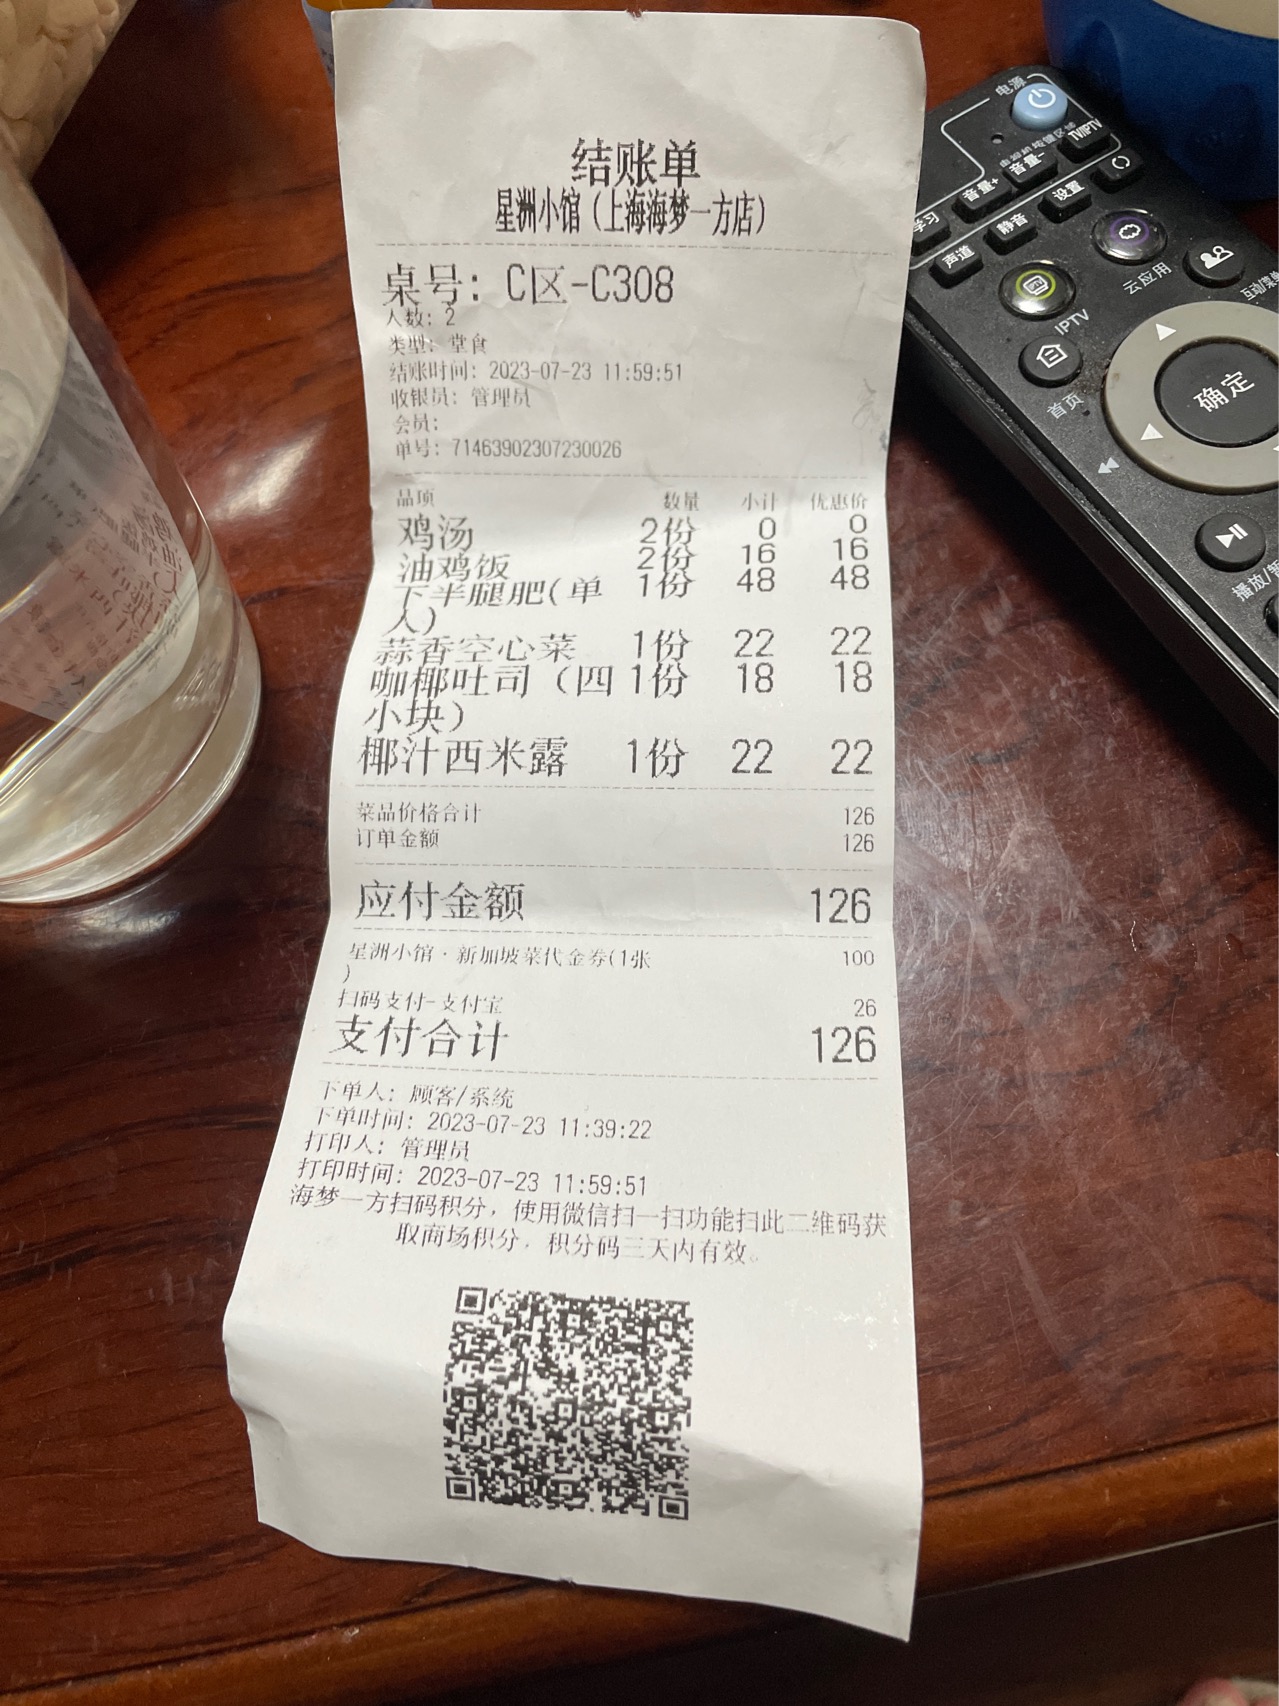 结账单
星洲小馆（上海海梦一方店）
桌号: C区-C308
人数: 2
类型: 堂食
结账时间: 2023-07-23 11:59:51
收银员: 管理员
会员:
单号: 71463902307230026
品项 数量 小计 优惠价
鸡汤 2份 0 0
油鸡饭 2份 16 16
下半腿肥(单 1份 48 48
人)
蒜香空心菜 1份 22 22
咖椰吐司（四 1份 18 18
小块）
椰汁西米露 1份 22 22
菜品价格合计 126
订单金额 126
应付金额 126
星洲小馆·新加坡菜代金券(1张 100
)
扫码支付-支付宝 26
支付合计 126
下单人: 顾客/系统
下单时间: 2023-07-23 11:39:22
打印人: 管理员
打印时间: 2023-07-23 11:59:51
海梦一方扫码积分，使用微信扫一扫功能扫此二维码获
取商场积分，积分码三天内有效。
电源
TV/IPTV
音量+
音量-
学习
静音
设置
声道
云应用
IPTV
首页
确定